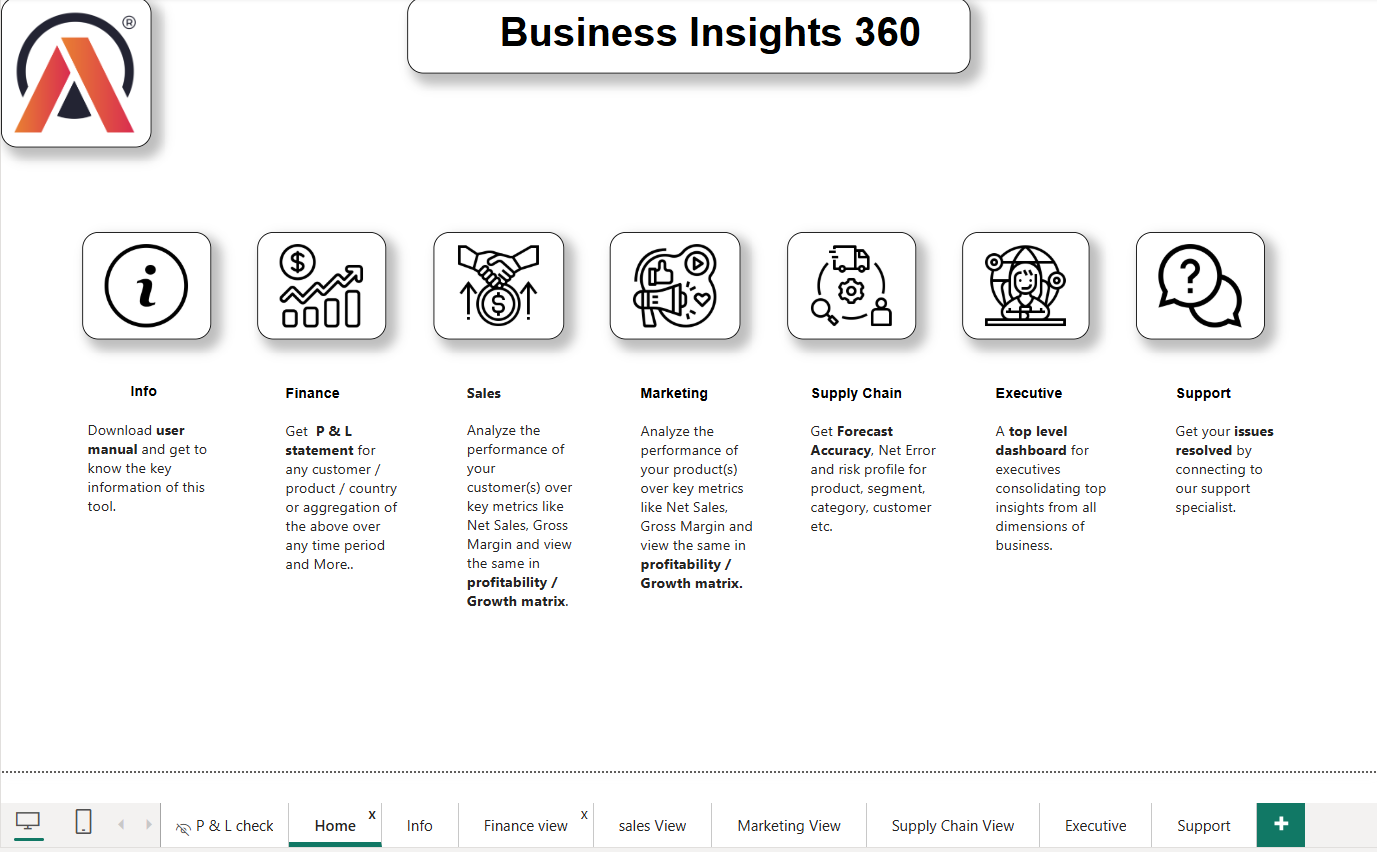 ®
Business Insights 360
Info
Download user
manual and get to
know the key
information of this
tool.
Finance
Get  P & L
statement for
any customer /
product / country
or aggregation of
the above over
any time period
and More..
Sales
Analyze the
performance of
your
customer(s) over
key metrics like
Net Sales, Gross
Margin and view
the same in
profitability /
Growth matrix.
Marketing
Analyze the
performance of
your product(s)
over key metrics
like Net Sales,
Gross Margin and
view the same in
profitability /
Growth matrix.
Supply Chain
Get Forecast
Accuracy, Net Error
and risk profile for
product, segment,
category, customer
etc.
Executive
A top level
dashboard for
executives
consolidating top
insights from all
dimensions of
business.
Support
Get your issues
resolved by
connecting to
our support
specialist.
P & L check
Home
x
Info
Finance view
x
sales View
Marketing View
Supply Chain View
Executive
Support
+